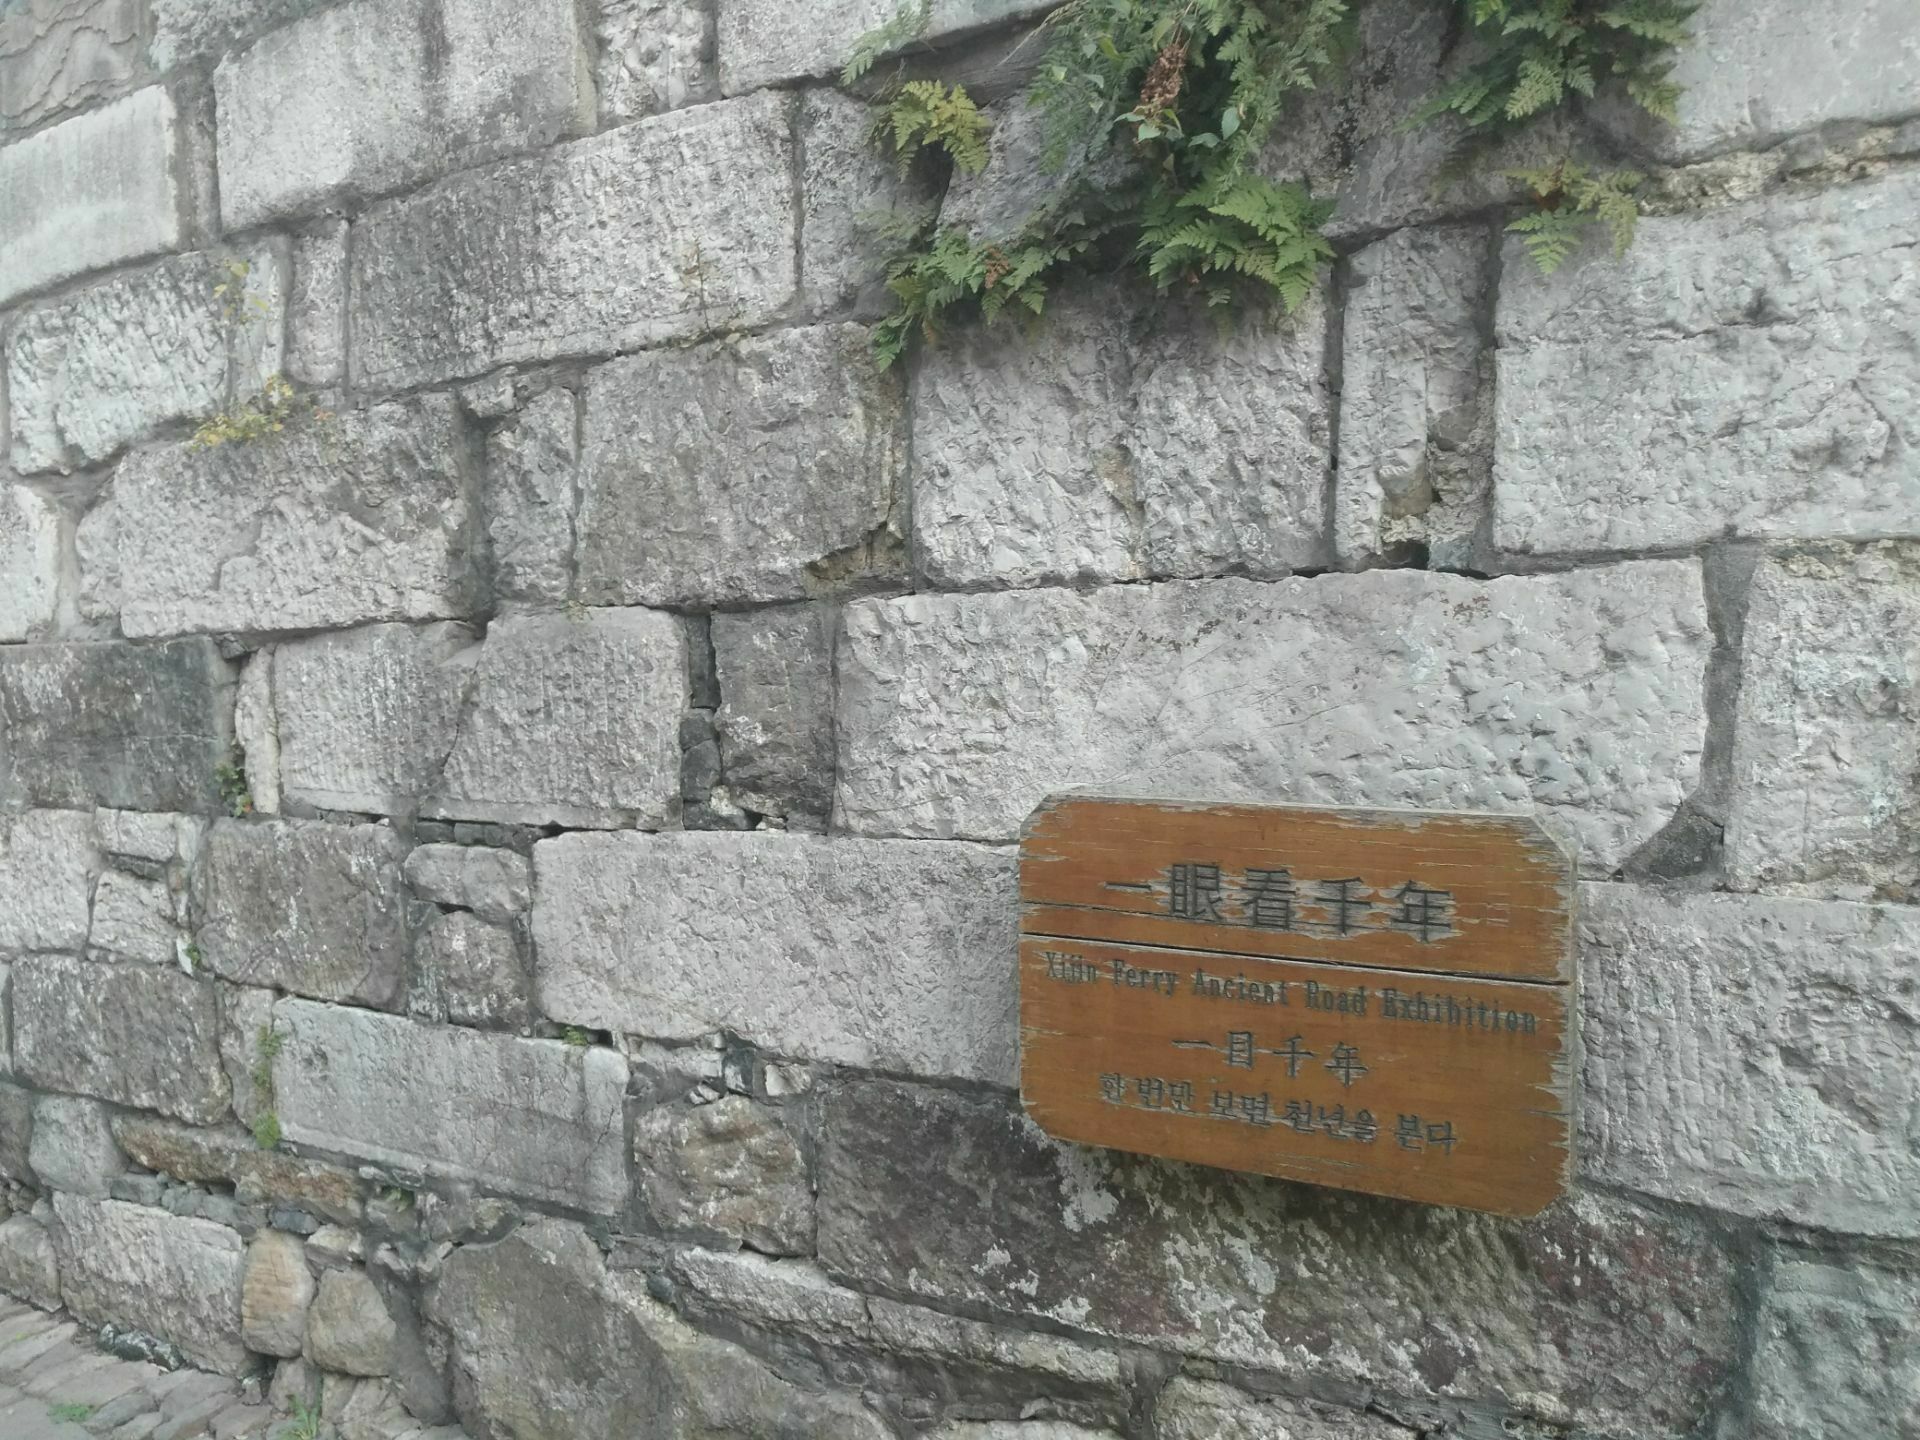 一眼看千年
Xijin Ferry Ancient Road Exhibition
一目千年
한 번만 보면 천년을 본다